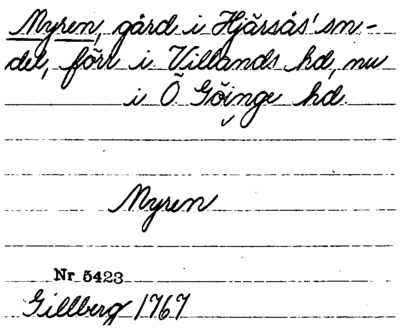 Myren, gård i Hjärsås' sn-
del, förr i Villands hd, nu
i Ö Göinge hd.
Myren
Nr 5423
Gillberg 1767